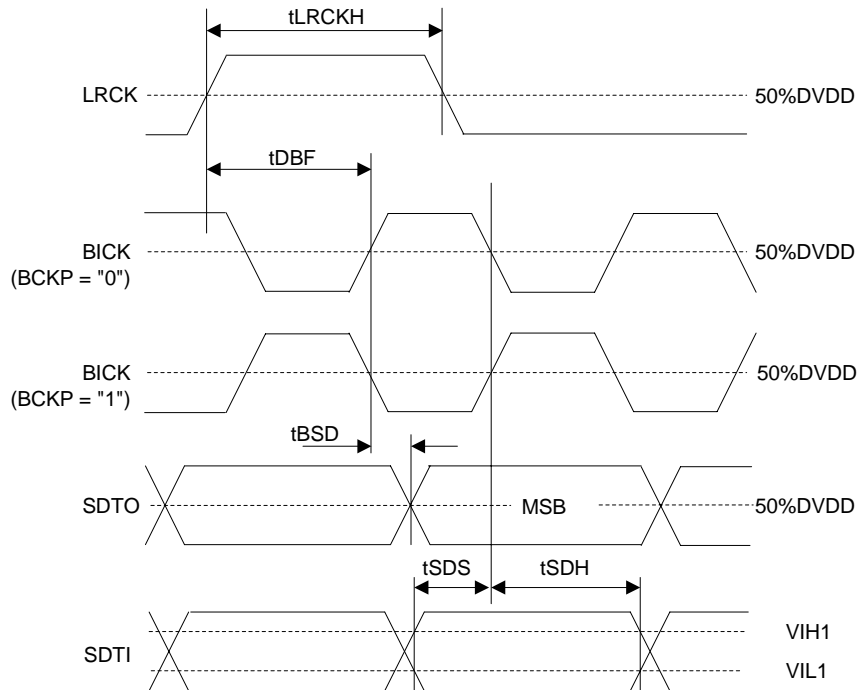 tLRCKH
LRCK
50%DVDD
tDBF
BICK
(BCKP = "0")
50%DVDD
BICK
(BCKP = "1")
50%DVDD
tBSD
SDTO
MSB
50%DVDD
tSDS
tSDH
SDTI
VIH1
VIL1